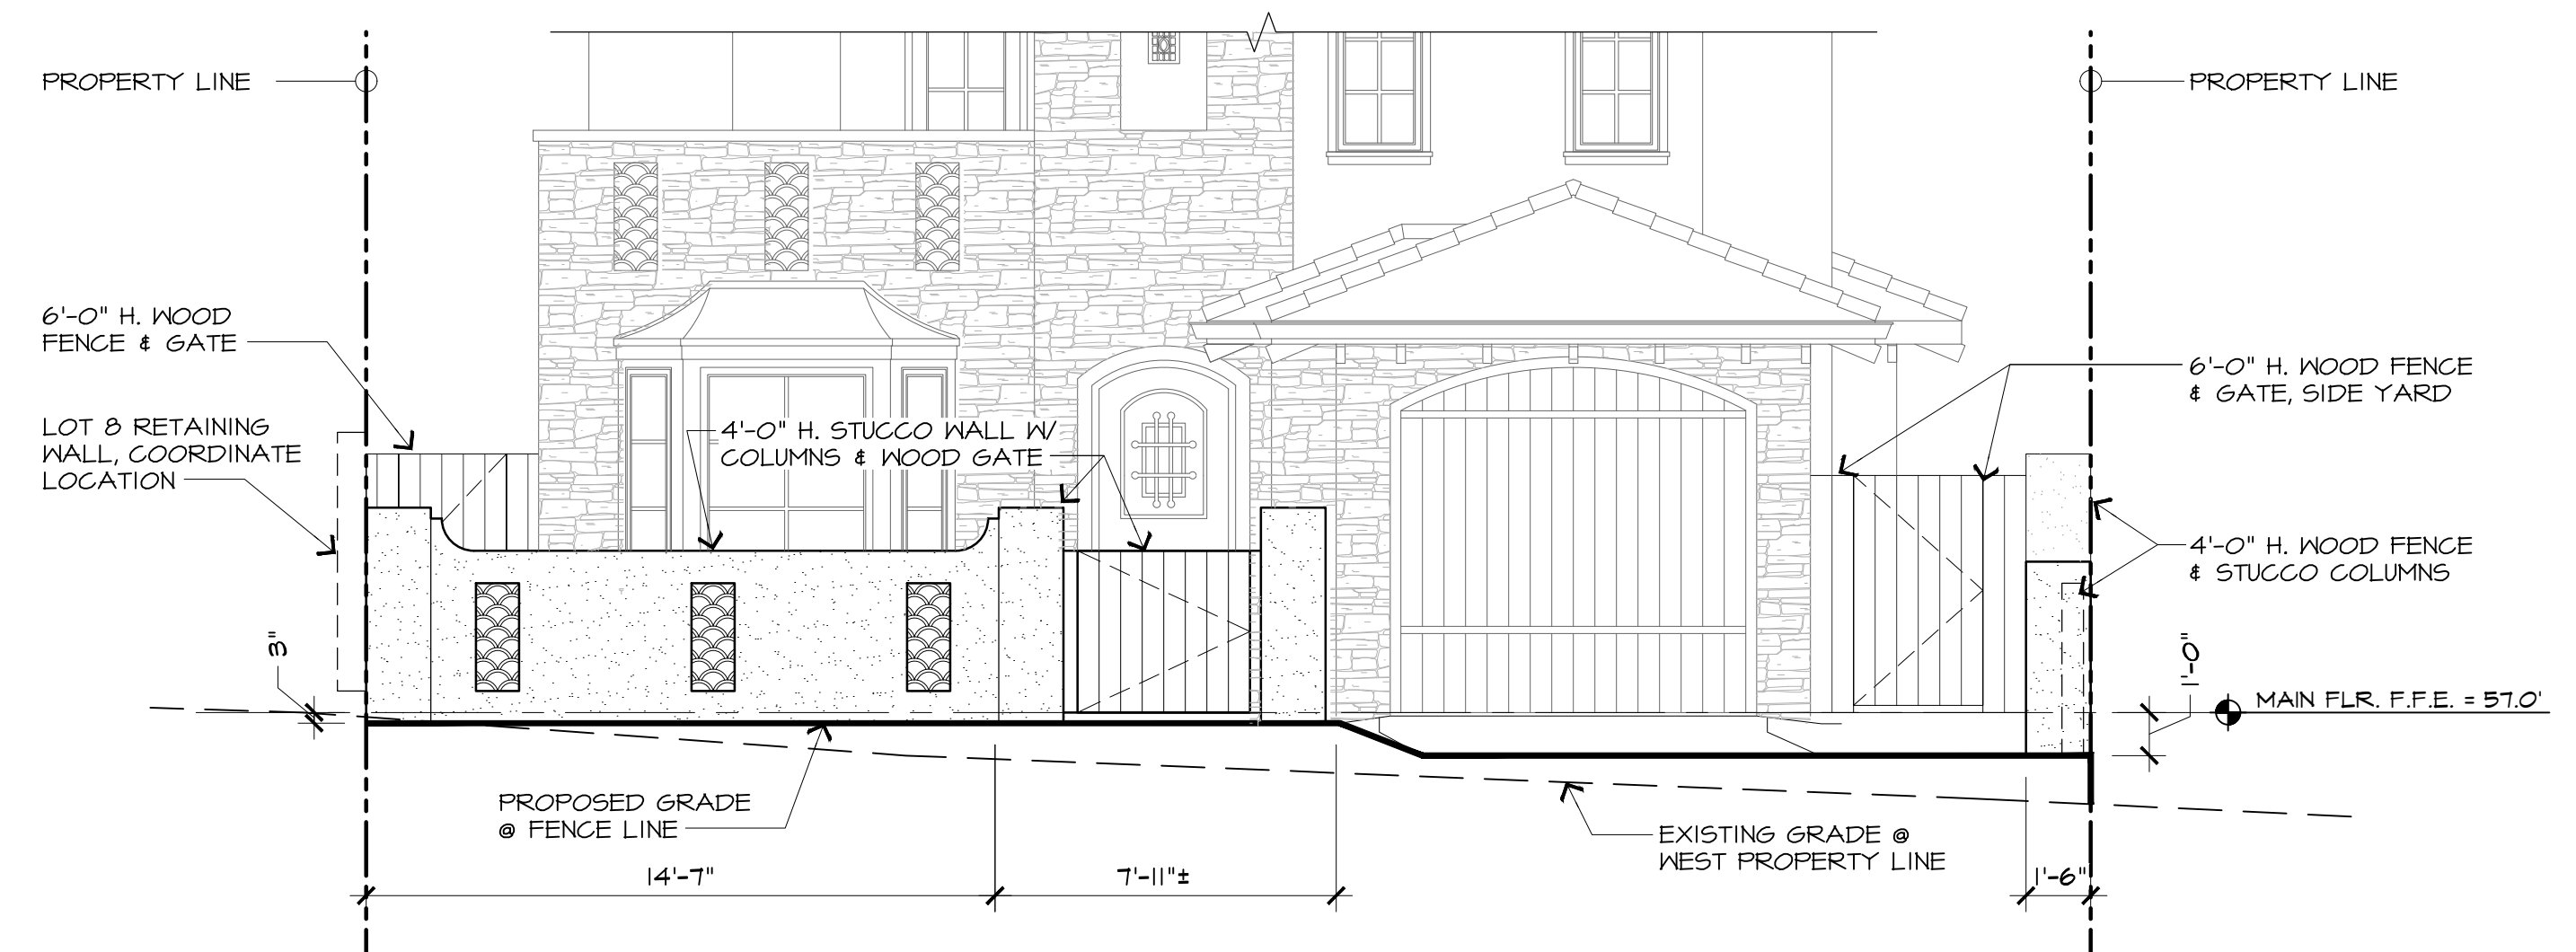 PROPERTY LINE
PROPERTY LINE
6'-0" H. WOOD
FENCE & GATE
LOT 8 RETAINING
WALL, COORDINATE
LOCATION
4'-0" H. STUCCO WALL W/
COLUMNS & WOOD GATE
6'-0" H. WOOD FENCE
& GATE, SIDE YARD
4'-0" H. WOOD FENCE
& STUCCO COLUMNS
3"
1'-0"
MAIN FLR. F.F.E. = 57.0'
PROPOSED GRADE
@ FENCE LINE
EXISTING GRADE @
WEST PROPERTY LINE
14'-7"
7'-11"±
1'-6"